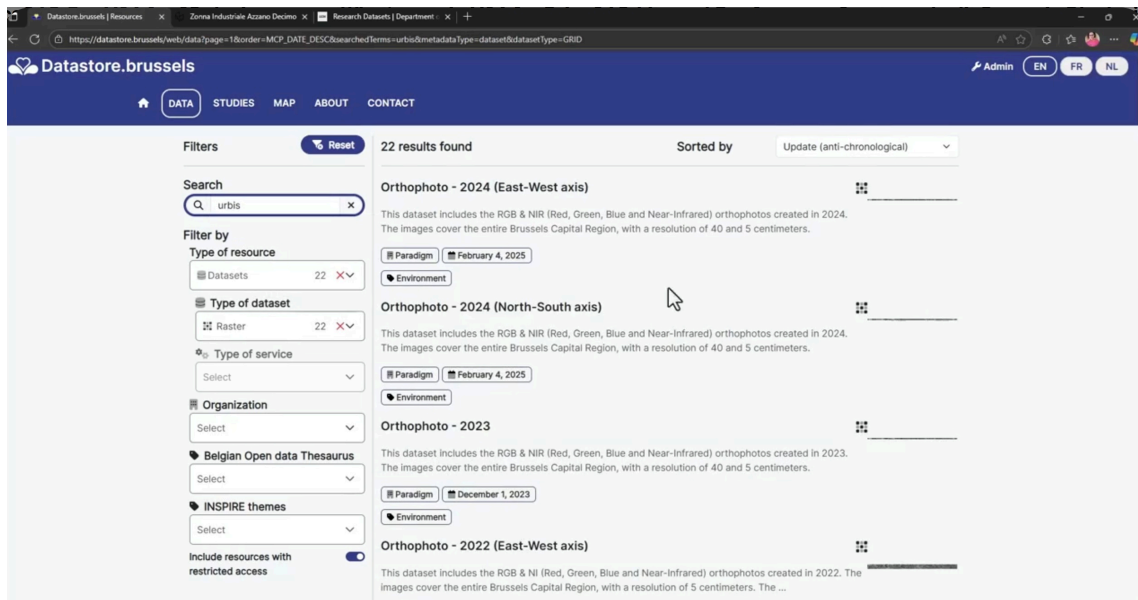 Datastore.brussels | Resources
Zonna Industriale Azzano Decimo
Research Datasets | Department
https://datastore.brussels/web/data?page=1&order=MCP_DATE_DESC&searchedTerms=urbis&metadataType=dataset&datasetType=GRID
Datastore.brussels
Admin EN FR NL
DATA STUDIES MAP ABOUT CONTACT
Filters
Reset
Search
urbis
Filter by
Type of resource
Datasets 22
Type of dataset
Raster 22
Type of service
Select
Organization
Select
Belgian Open data Thesaurus
Select
INSPIRE themes
Select
Include resources with
restricted access
22 results found
Sorted by
Update (anti-chronological)
Orthophoto - 2024 (East-West axis)
This dataset includes the RGB & NIR (Red, Green, Blue and Near-Infrared) orthophotos created in 2024.
The images cover the entire Brussels Capital Region, with a resolution of 40 and 5 centimeters.
Paradigm February 4, 2025
Environment
Orthophoto - 2024 (North-South axis)
This dataset includes the RGB & NIR (Red, Green, Blue and Near-Infrared) orthophotos created in 2024.
The images cover the entire Brussels Capital Region, with a resolution of 40 and 5 centimeters.
Paradigm February 4, 2025
Environment
Orthophoto - 2023
This dataset includes the RGB & NIR (Red, Green, Blue and Near-Infrared) orthophotos created in 2023.
The images cover the entire Brussels Capital Region, with a resolution of 40 and 5 centimeters.
Paradigm December 1, 2023
Environment
Orthophoto - 2022 (East-West axis)
This dataset includes the RGB & NI (Red, Green, Blue and Near-Infrared) orthophotos created in 2022. The
images cover the entire Brussels Capital Region, with a resolution of 5 centimeters. The ...